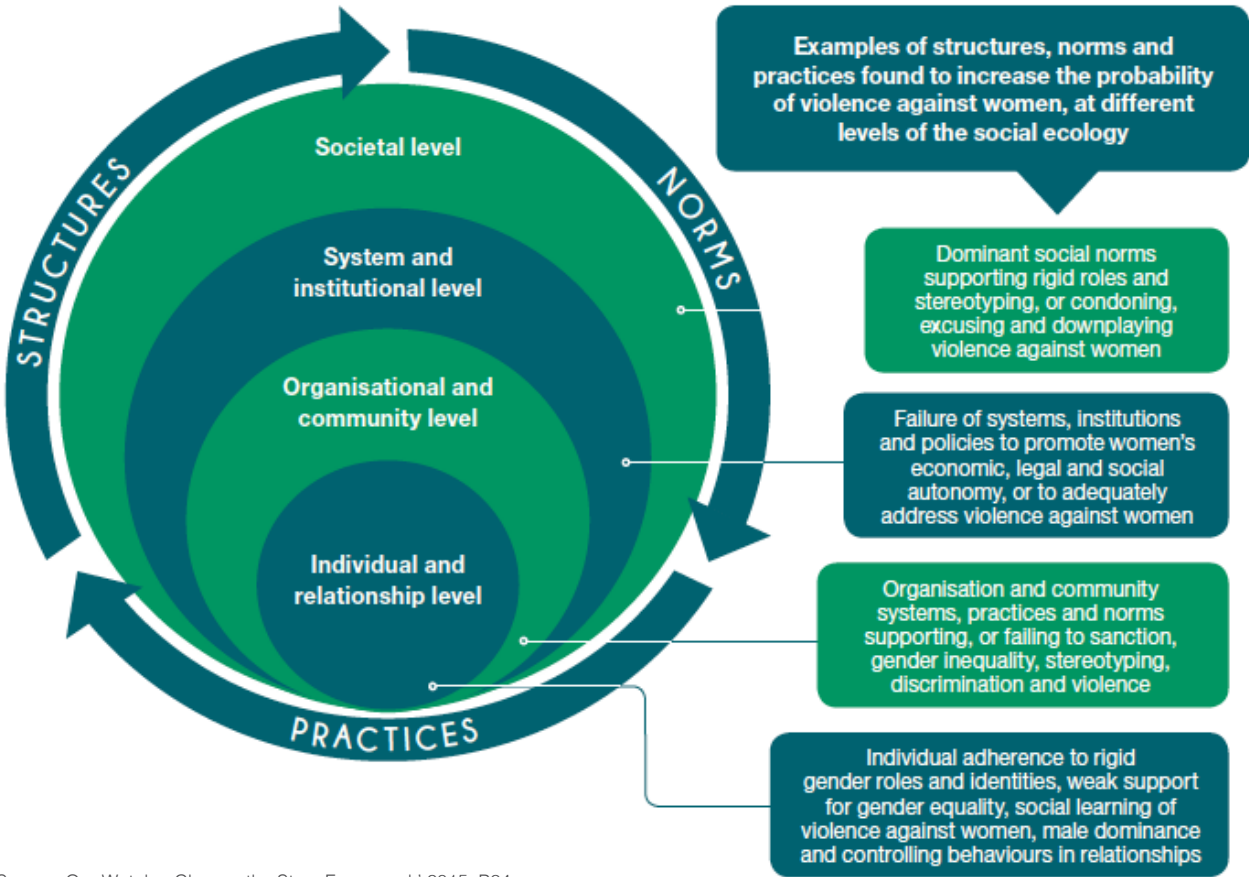 Examples of structures, norms and
practices found to increase the probability
of violence against women, at different
levels of the social ecology
STRUCTURES
NORMS
PRACTICES
Societal level
System and
institutional level
Organisational and
community level
Individual and
relationship level
Dominant social norms
supporting rigid roles and
stereotyping, or condoning,
excusing and downplaying
violence against women
Failure of systems, institutions
and policies to promote women's
economic, legal and social
autonomy, or to adequately
address violence against women
Organisation and community
systems, practices and norms
supporting, or failing to sanction,
gender inequality, stereotyping,
discrimination and violence
Individual adherence to rigid
gender roles and identities, weak support
for gender equality, social learning of
violence against women, male dominance
and controlling behaviours in relationships